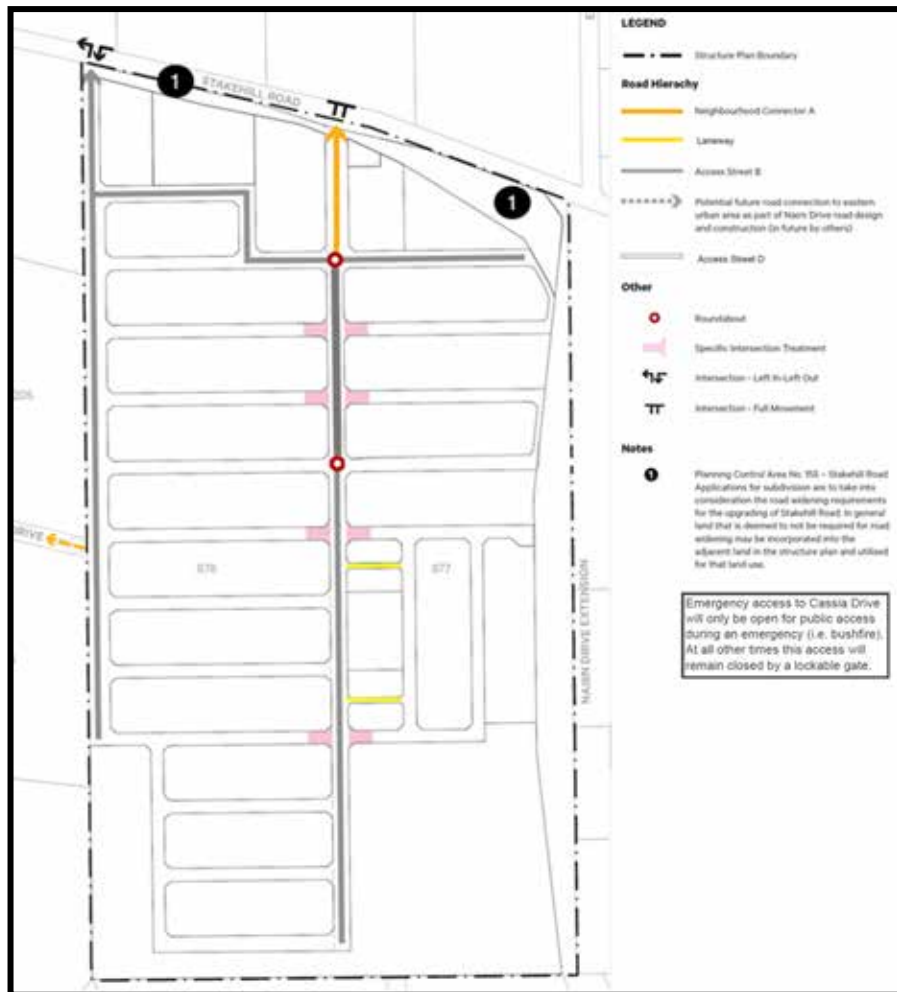 LEGEND
Structure Plan Boundary
Road Hierachy
Neighbourhood Connector A
Laneway
Access Street B
Potential future road connection to eastern
urban area as part of Nairn Drive road design
and construction (in future by others)
Access Street D
Other
Roundabout
Specific Intersection Treatment
Intersection - Left In-Left Out
Intersection - Full Movement
Notes
1
Planning Control Area No. 155 - Stakehill Road
Applications for subdivision are to take into
consideration the road widening requirements
for the upgrading of Stakehill Road. In general
land that is deemed to not be required for road
widening may be incorporated into the
adjacent land in the structure plan and utilised
for that land use.
Emergency access to Cassia Drive
will only be open for public access
during an emergency (i.e. bushfire).
At all other times this access will
remain closed by a lockable gate.
1
STAKEHILL ROAD
1
DRIVE
878
877
NAIRN DRIVE EXTENSION